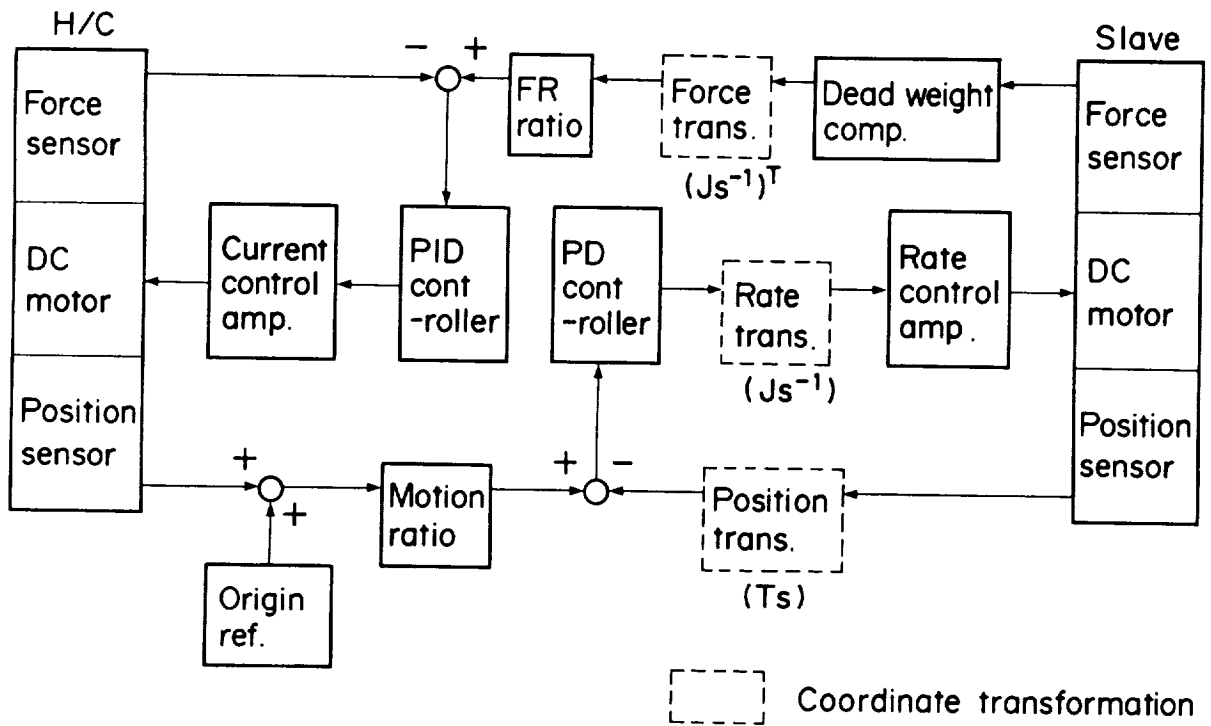 H/C
Slave
Force
sensor
DC
motor
Position
sensor
-
+
FR
ratio
Force
trans.
(Js⁻¹)ᵀ
Dead weight
comp.
Force
sensor
DC
motor
Position
sensor
Current
control
amp.
PID
cont
-roller
PD
cont
-roller
Rate
trans.
(Js⁻¹)
Rate
control
amp.
+
+
Origin
ref.
Motion
ratio
+
-
Position
trans.
(Ts)
Coordinate transformation